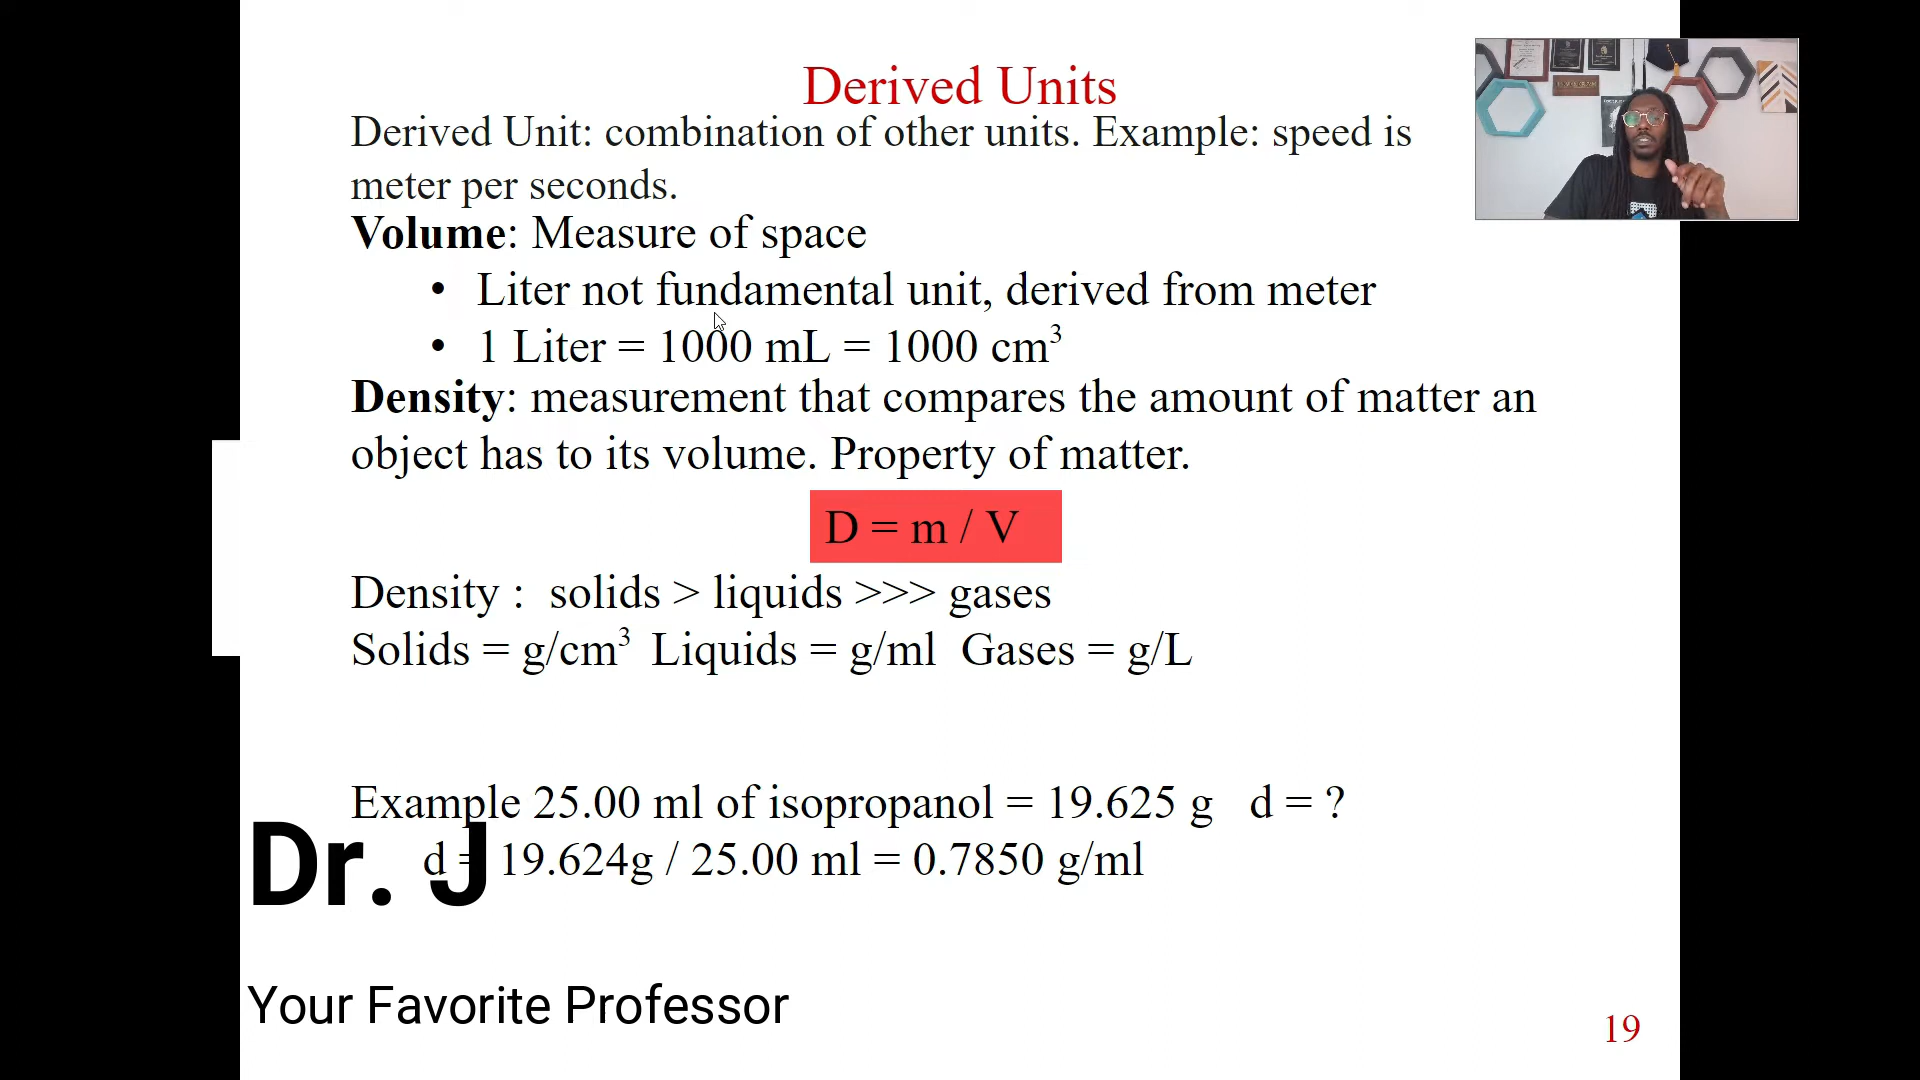 Derived Units
Derived Unit: combination of other units. Example: speed is
meter per seconds.
Volume: Measure of space
• Liter not fundamental unit, derived from meter
• 1 Liter = 1000 mL = 1000 cm³
Density: measurement that compares the amount of matter an
object has to its volume. Property of matter.
D = m / V
Density : solids > liquids >>> gases
Solids = g/cm³ Liquids = g/ml Gases = g/L
Example 25.00 ml of isopropanol = 19.625 g d = ?
d = 19.624g / 25.00 ml = 0.7850 g/ml
Dr. J
Your Favorite Professor
19